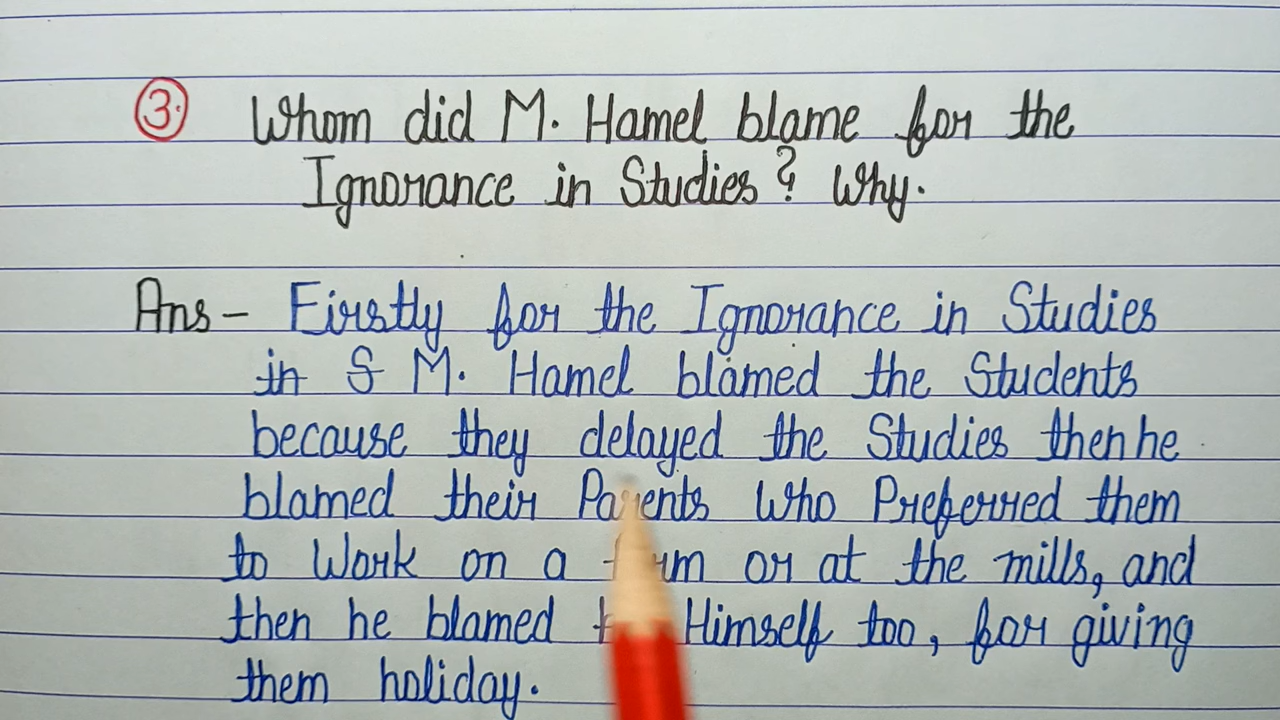 3. Whom did M. Hamel blame for the
Ignorance in Studies? Why.
Ans- Firstly for the Ignorance in Studies
in S M. Hamel blamed the Students
because they delayed the Studies then he
blamed their Parents Who Preferred them
to Work on a or at the mills, and
then he blamed Himself too, for giving
them holiday.